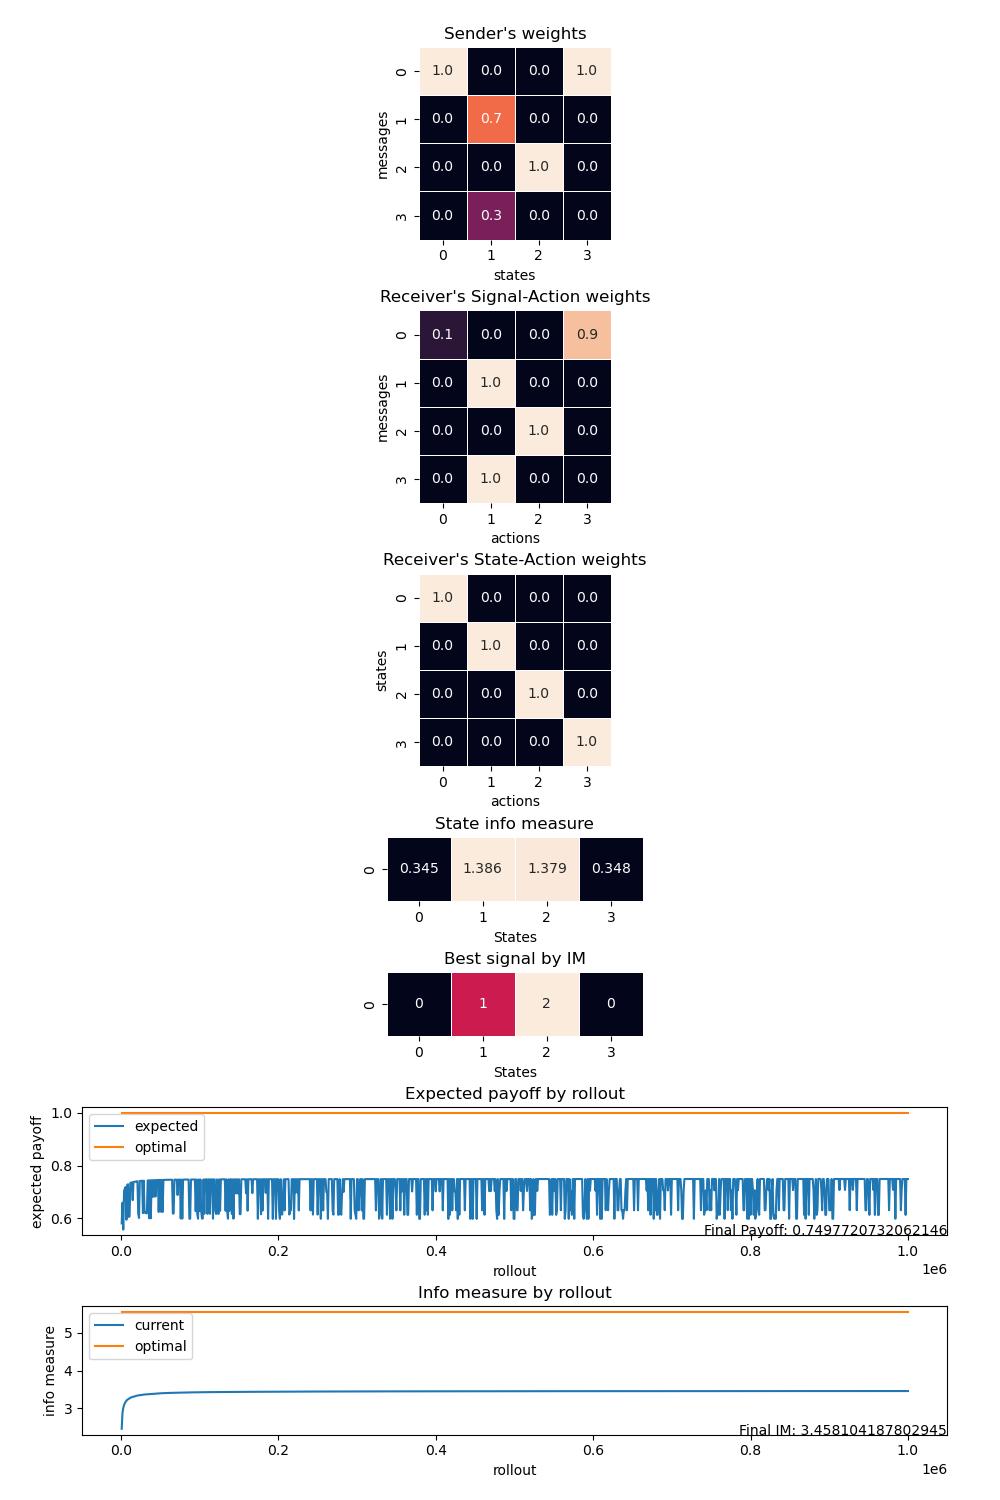 Sender's weights
messages
0 1.0 0.0 0.0 1.0
1 0.0 0.7 0.0 0.0
2 0.0 0.0 1.0 0.0
3 0.0 0.3 0.0 0.0
0 1 2 3
states
Receiver's Signal-Action weights
messages
0 0.1 0.0 0.0 0.9
1 0.0 1.0 0.0 0.0
2 0.0 0.0 1.0 0.0
3 0.0 1.0 0.0 0.0
0 1 2 3
actions
Receiver's State-Action weights
states
0 1.0 0.0 0.0 0.0
1 0.0 1.0 0.0 0.0
2 0.0 0.0 1.0 0.0
3 0.0 0.0 0.0 1.0
0 1 2 3
actions
State info measure
0 0.345 1.386 1.379 0.348
0 1 2 3
States
Best signal by IM
0 0 1 2 0
0 1 2 3
States
Expected payoff by rollout
expected payoff
1.0
0.8
0.6
expected
optimal
Final Payoff: 0.7497720732062146
0.0 0.2 0.4 0.6 0.8 1.0
1e6
rollout
Info measure by rollout
info measure
5
4
3
current
optimal
Final IM: 3.458104187802945
0.0 0.2 0.4 0.6 0.8 1.0
1e6
rollout